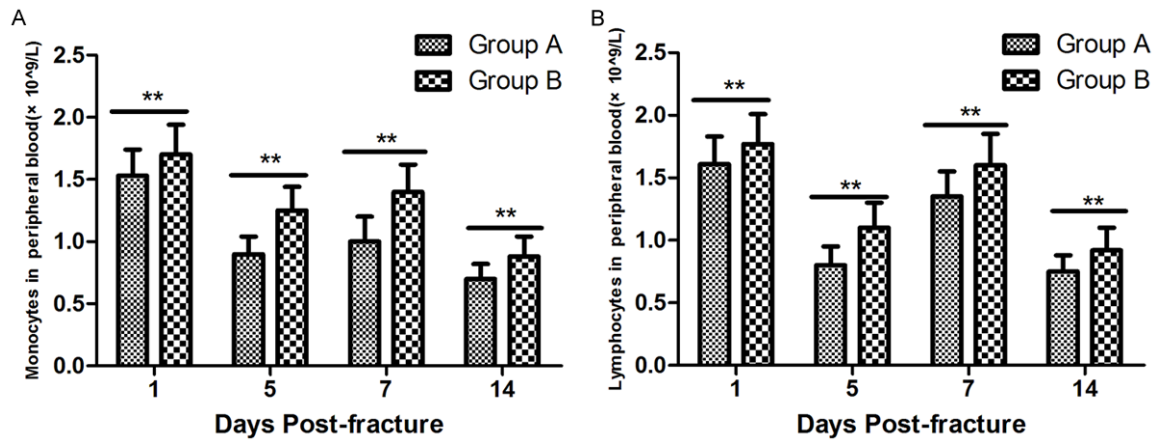 A
Monocytes in peripheral blood(× 10^9/L)
2.5
2.0
1.5
1.0
0.5
0.0
Group A
Group B
**
**
**
**
1 5 7 14
Days Post-fracture
B
Lymphocytes in peripheral blood(× 10^9/L)
2.5
2.0
1.5
1.0
0.5
0.0
Group A
Group B
**
**
**
**
1 5 7 14
Days Post-fracture